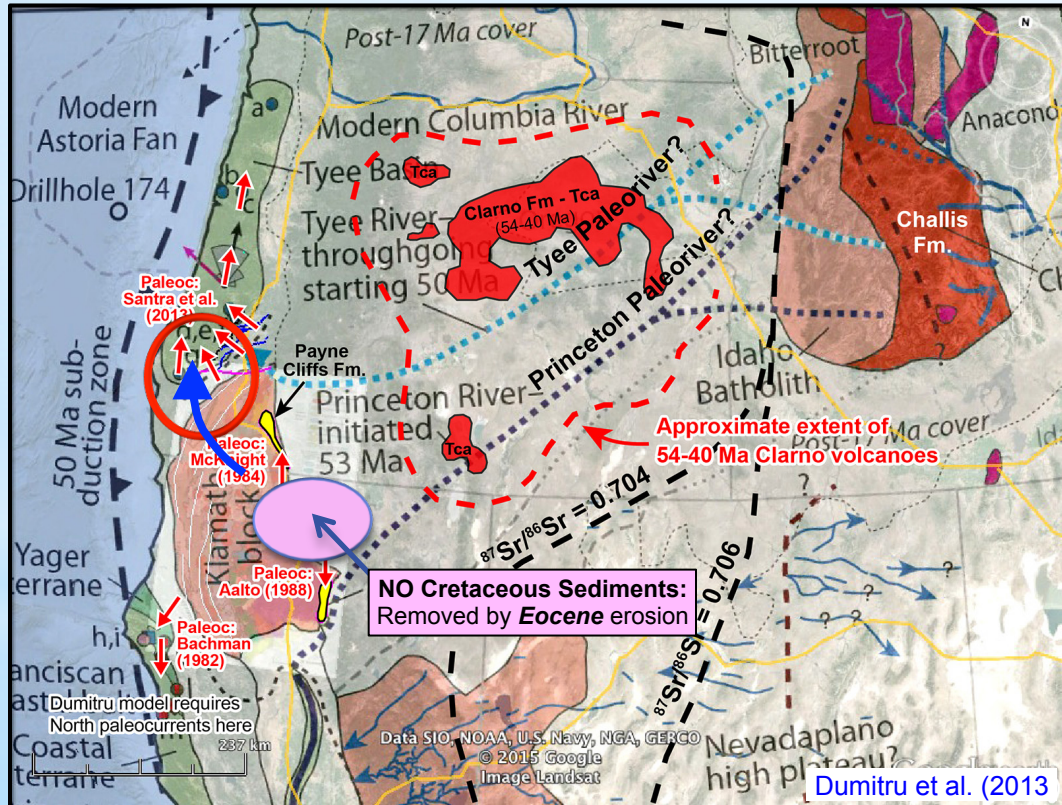 Post-17 Ma cover
N
Bitterroot
Modern
Astoria Fan
Drillhole 174
a
Modern Columbia River
Anacond
Tyee Basin
Tca
b
c
Clarno Fm - Tca
(54-40 Ma)
Tyee River
throughgoing
starting 50 Ma
Tyee Paleoriver?
Princeton Paleoriver?
Challis
Fm.
Paleoc:
Santra et al.
(2013)
Payne
Cliffs Fm.
50 Ma sub-
duction zone
Princeton River
initiated
53 Ma
Tca
Idaho
Batholith
?
Post-17 Ma cover
Approximate extent of
54-40 Ma Clarno volcanoes
Paleoc:
McKnight
(1984)
Klamath
block
87Sr/86Sr = 0.704
87Sr/86Sr = 0.706
Yager
terrane
Paleoc:
Aalto (1988)
NO Cretaceous Sediments:
Removed by Eocene erosion
?
?
?
?
?
h,i
Paleoc:
Bachman
(1982)
anciscan
Dumitru model requires
North paleocurrents here
237 km
Coastal
terrane
Data SIO, NOAA, U.S. Navy, NGA, GEBCO
© 2015 Google
Image Landsat
Nevadaplano
high plateau?
Dumitru et al. (2013